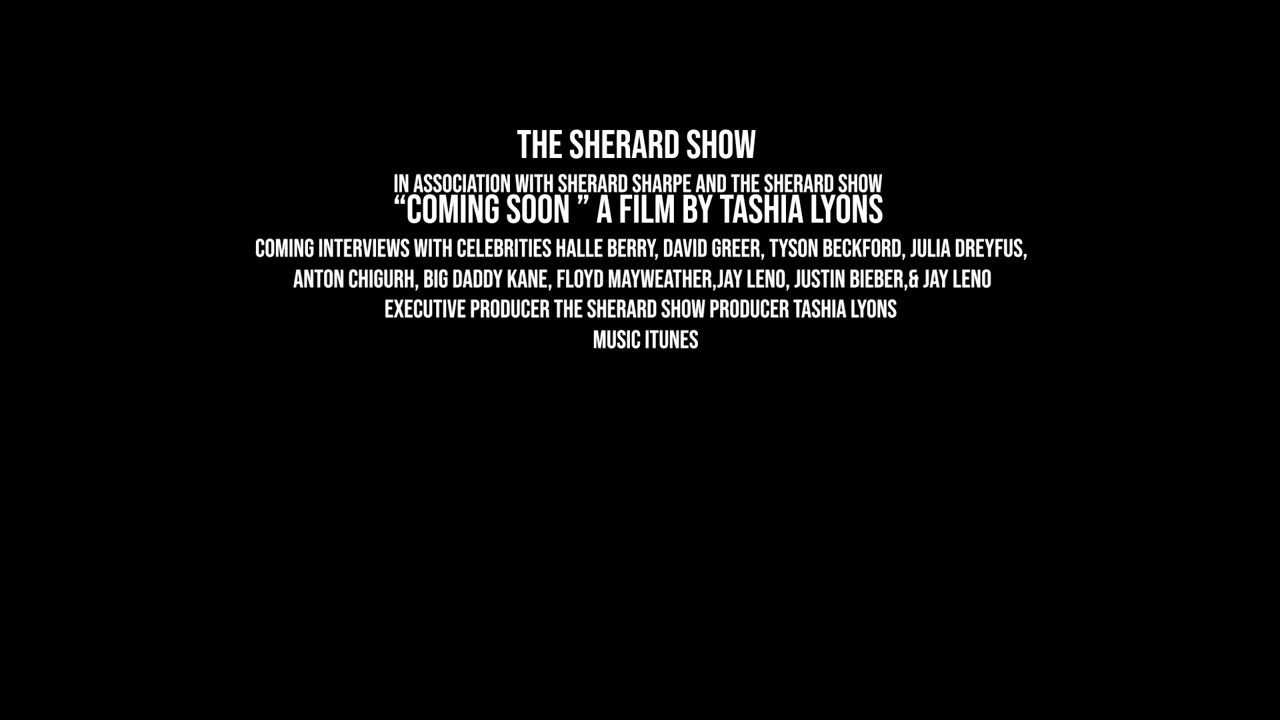 THE SHERARD SHOW
IN ASSOCIATION WITH SHERARD SHARPE AND THE SHERARD SHOW
“COMING SOON ” A FILM BY TASHIA LYONS
COMING INTERVIEWS WITH CELEBRITIES HALLE BERRY, DAVID GREER, TYSON BECKFORD, JULIA DREYFUS,
ANTON CHIGURH, BIG DADDY KANE, FLOYD MAYWEATHER,JAY LENO, JUSTIN BIEBER,& JAY LENO
EXECUTIVE PRODUCER THE SHERARD SHOW PRODUCER TASHIA LYONS
MUSIC ITUNES